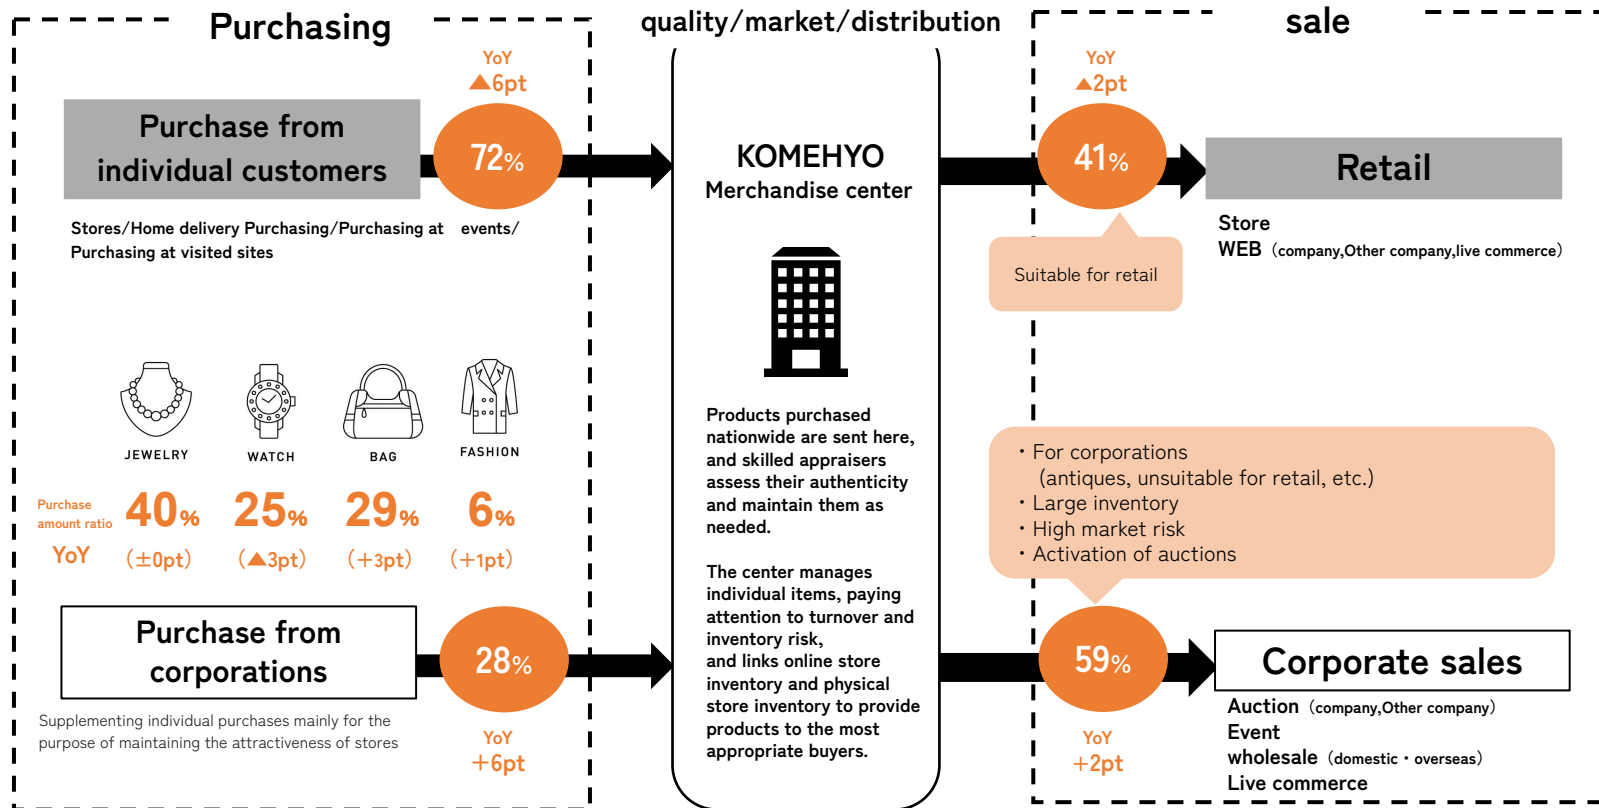 Purchasing
YoY
▲6pt
Purchase from
individual customers
72%
Stores/Home delivery Purchasing/Purchasing at events/
Purchasing at visited sites
JEWELRY
WATCH
BAG
FASHION
Purchase
amount ratio
40%
25%
29%
6%
YoY
(±0pt)
(▲3pt)
(+3pt)
(+1pt)
Purchase from
corporations
28%
Supplementing individual purchases mainly for the
purpose of maintaining the attractiveness of stores
YoY
+6pt
quality/market/distribution
KOMEHYO
Merchandise center
Products purchased
nationwide are sent here,
and skilled appraisers
assess their authenticity
and maintain them as
needed.
The center manages
individual items, paying
attention to turnover and
inventory risk,
and links online store
inventory and physical
store inventory to provide
products to the most
appropriate buyers.
sale
YoY
▲2pt
41%
Retail
Suitable for retail
Store
WEB（company,Other company,live commerce）
・For corporations
(antiques, unsuitable for retail, etc.)
・Large inventory
・High market risk
・Activation of auctions
59%
Corporate sales
YoY
+2pt
Auction（company,Other company）
Event
wholesale（domestic・overseas）
Live commerce